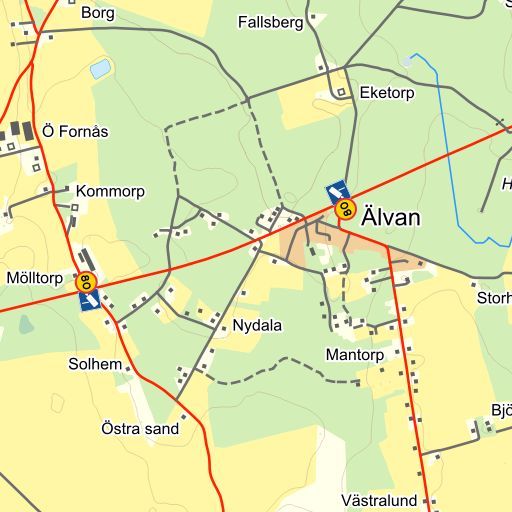 Borg
Fallsberg
Eketorp
Ö Fornås
Kommorp
H
80
Älvan
Mölltorp
80
Storh
Nydala
Mantorp
Solhem
Bjö
Östra sand
Västralund